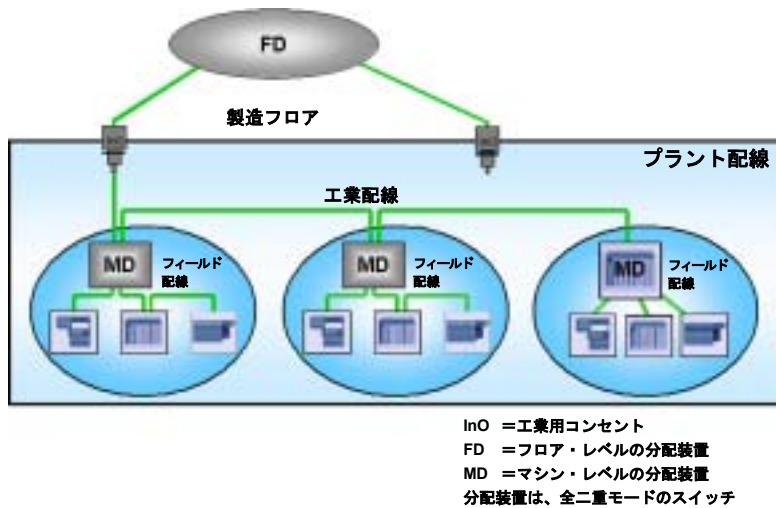 FD
製造フロア
プラント配線
工業配線
MD
フィールド
配線
MD
フィールド
配線
MD
フィールド
配線
InO ＝工業用コンセント
FD ＝フロア・レベルの分配装置
MD ＝マシン・レベルの分配装置
分配装置は、全二重モードのスイッチ